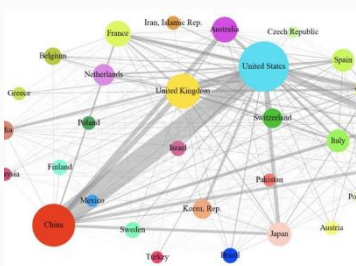 Iran, Islamic Rep.
Australia
Czech Republic
France
Belgium
United States
Spain
Netherlands
Greece
United Kingdom
Poland
Switzerland
Italy
Israel
Finland
Pakistan
Mexico
Korea, Rep.
China
Sweden
Japan
Austria
Turkey
Brazil